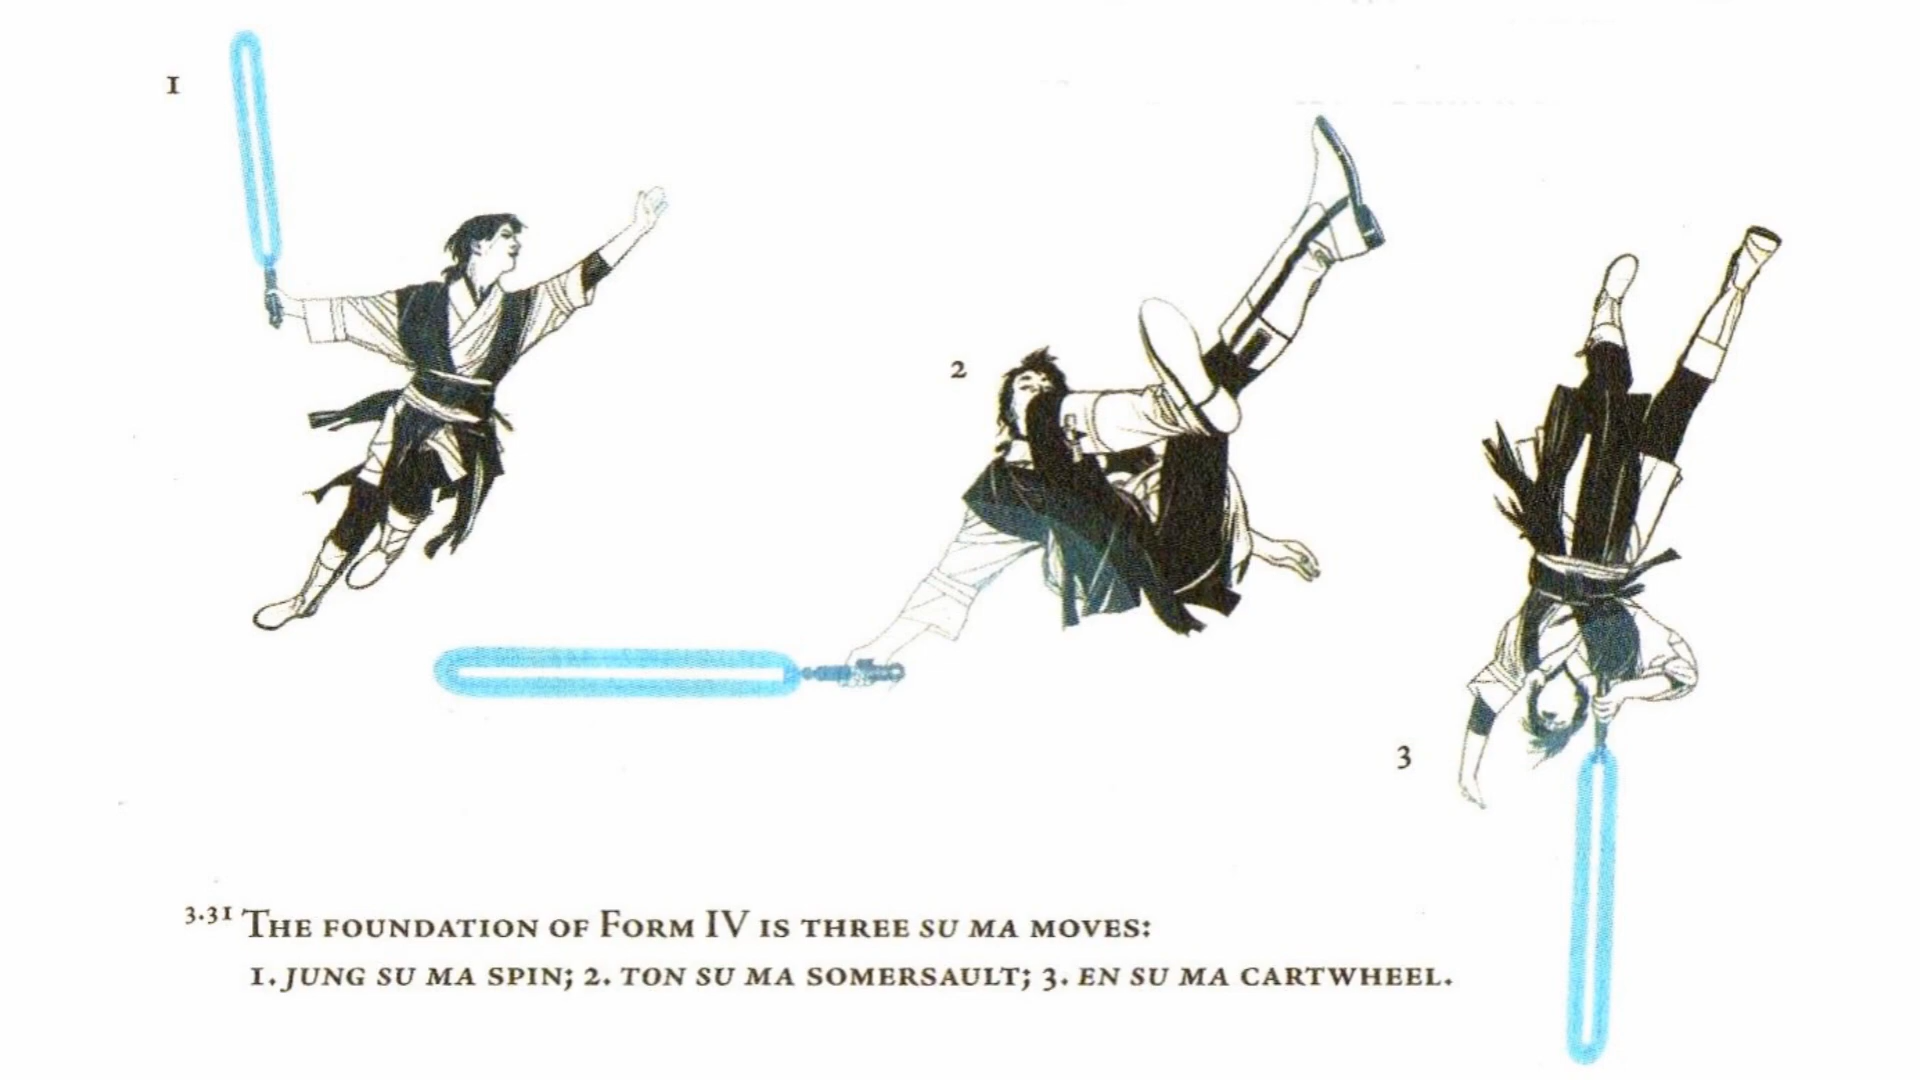 1
2
3
3.31 The foundation of Form IV is three su ma moves:
1. Jung su ma spin; 2. Ton su ma somersault; 3. En su ma cartwheel.